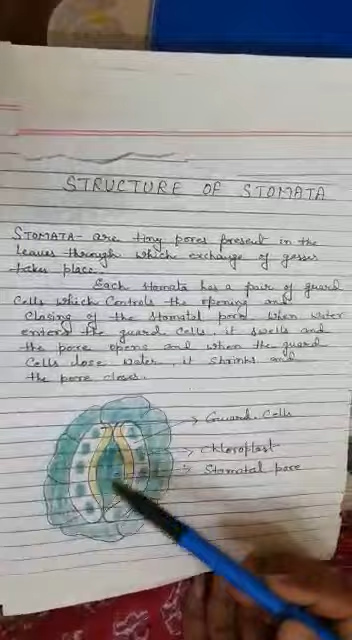 STRUCTURE OF STOMATA
STOMATA- are tiny pores present in the
leaves through which exchange of gasses
takes place.
Each stomata has a pair of guard
Cells which controls the opening and
closing of the stomatal pore when water
enters the guard cells, it swells and
the pore opens and when the guard
Cells lose water, it shrinks and
the pore closes.
Guard Cells
Chloroplast
Stomatal pore